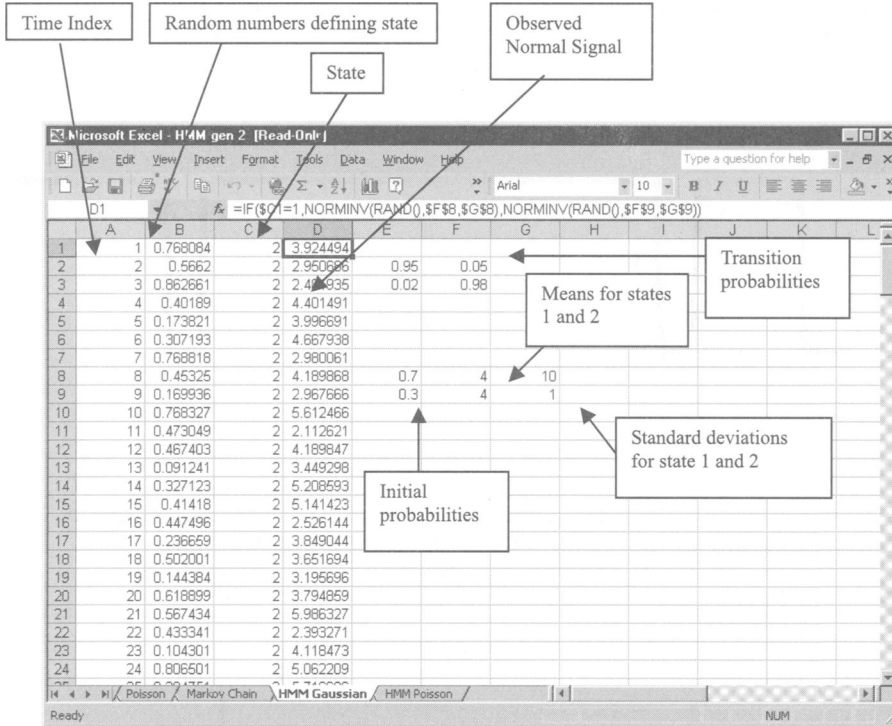 Time Index
Random numbers defining state
Observed
Normal Signal
State
Microsoft Excel - HMM gen 2 [Read-Only]
File Edit View Insert Format Tools Data Window Help
Type a question for help
Arial 10 B I U
D1 fx =IF($C1=1,NORMINV(RAND(),$F$8,$G$8),NORMINV(RAND(),$F$9,$G$9))
A B C D E F G H I J K L
1 1 0.768084 2 3.924494
2 2 0.5662 2 2.950686 0.95 0.05
3 3 0.862661 2 0.02 0.98
4 4 0.40189 2 4.401491
5 5 0.173821 2 3.996691
6 6 0.307193 2 4.667938
7 7 0.768818 2 2.980061
8 8 0.45325 2 4.189868 0.7 4 10
9 9 0.169936 2 2.967666 0.3 4 1
10 10 0.768327 2 5.612466
11 11 0.473049 2 2.112621
12 12 0.467403 2 4.189847
13 13 0.091241 2 3.449298
14 14 0.327123 2 5.208593
15 15 0.41418 2 5.141423
16 16 0.447496 2 2.526144
17 17 0.236659 2 3.849044
18 18 0.502001 2 3.651694
19 19 0.144384 2 3.195696
20 20 0.618899 2 3.794859
21 21 0.567434 2 5.986327
22 22 0.433341 2 2.393271
23 23 0.104301 2 4.118473
24 24 0.806501 2 5.062209
Transition
probabilities
Means for states
1 and 2
Standard deviations
for state 1 and 2
Initial
probabilities
Poisson Markov Chain HMM Gaussian HMM Poisson
Ready NUM